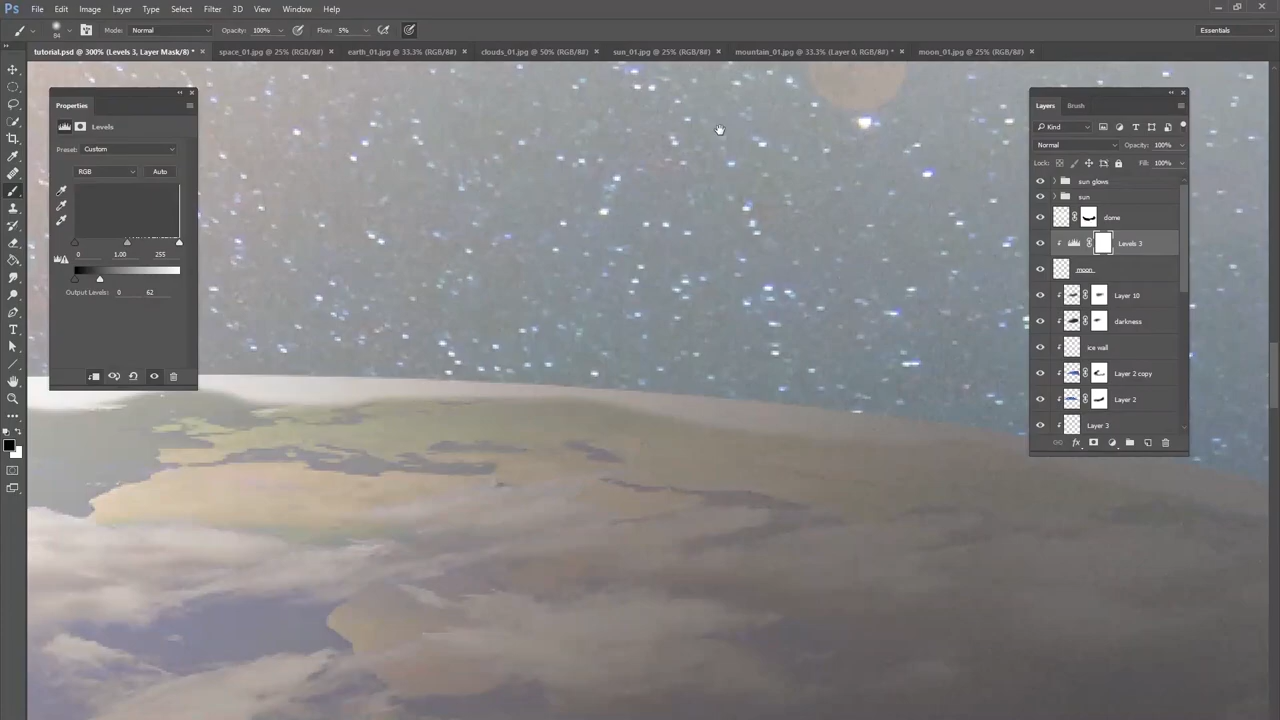 Ps File Edit Image Layer Type Select Filter 3D View Window Help
84 Mode: Normal Opacity: 100% Flow: 5% Essentials
tutorial.psd @ 300% (Levels 3, Layer Mask/8) * × space_01.jpg @ 25% (RGB/8#) × earth_01.jpg @ 33.3% (RGB/8#) × clouds_01.jpg @ 50% (RGB/8#) × sun_01.jpg @ 25% (RGB/8#) × mountain_01.jpg @ 33.3% (Layer 0, RGB/8#) * × moon_01.jpg @ 25% (RGB/8#) ×
Properties
Levels
Preset: Custom
RGB Auto
0 1.00 255
Output Levels: 0 62
Layers Brush
Kind
Normal Opacity: 100%
Lock: Fill: 100%
sun glows
sun
dome
Levels 3
moon
Layer 10
darkness
ice wall
Layer 2 copy
Layer 2
Layer 3
fx